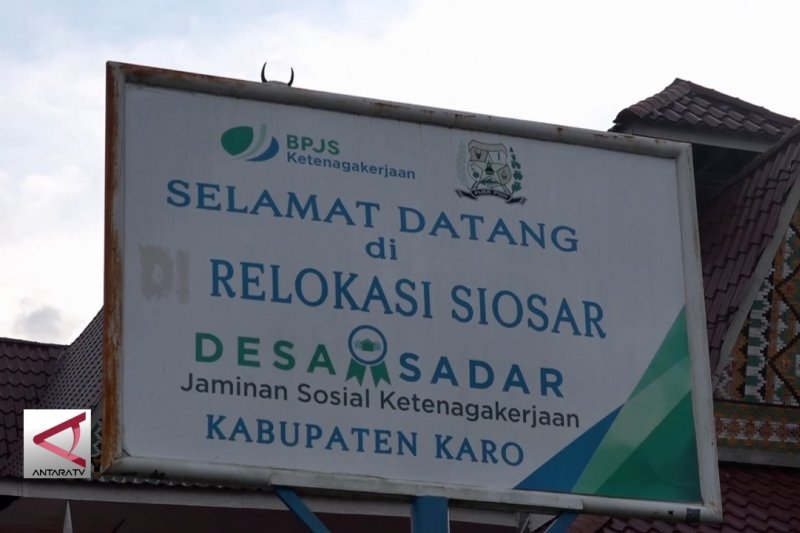 BPJS
Ketenagakerjaan
SELAMAT DATANG
di
DI RELOKASI SIOSAR
DESA SADAR
Jaminan Sosial Ketenagakerjaan
KABUPATEN KARO
ANTARATV